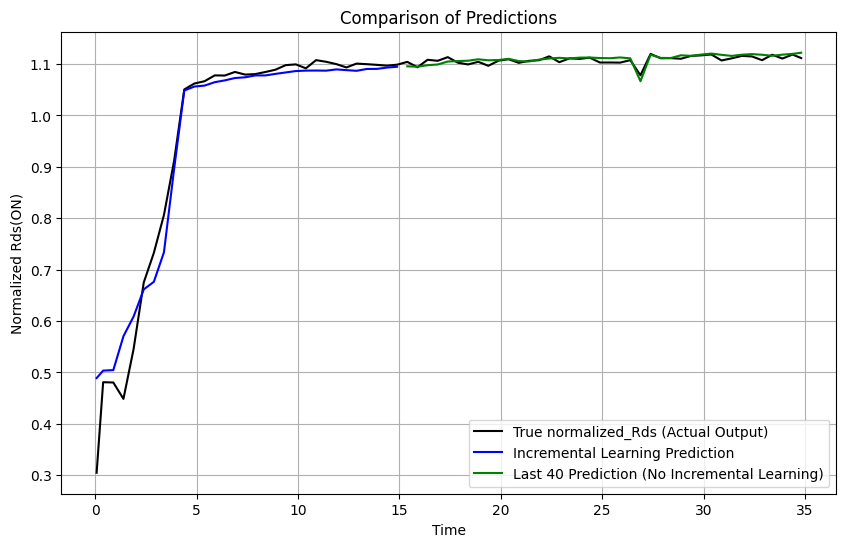 Comparison of Predictions
Normalized Rds(ON)
1.1
1.0
0.9
0.8
0.7
0.6
0.5
0.4
0.3
True normalized_Rds (Actual Output)
Incremental Learning Prediction
Last 40 Prediction (No Incremental Learning)
0 5 10 15 20 25 30 35
Time